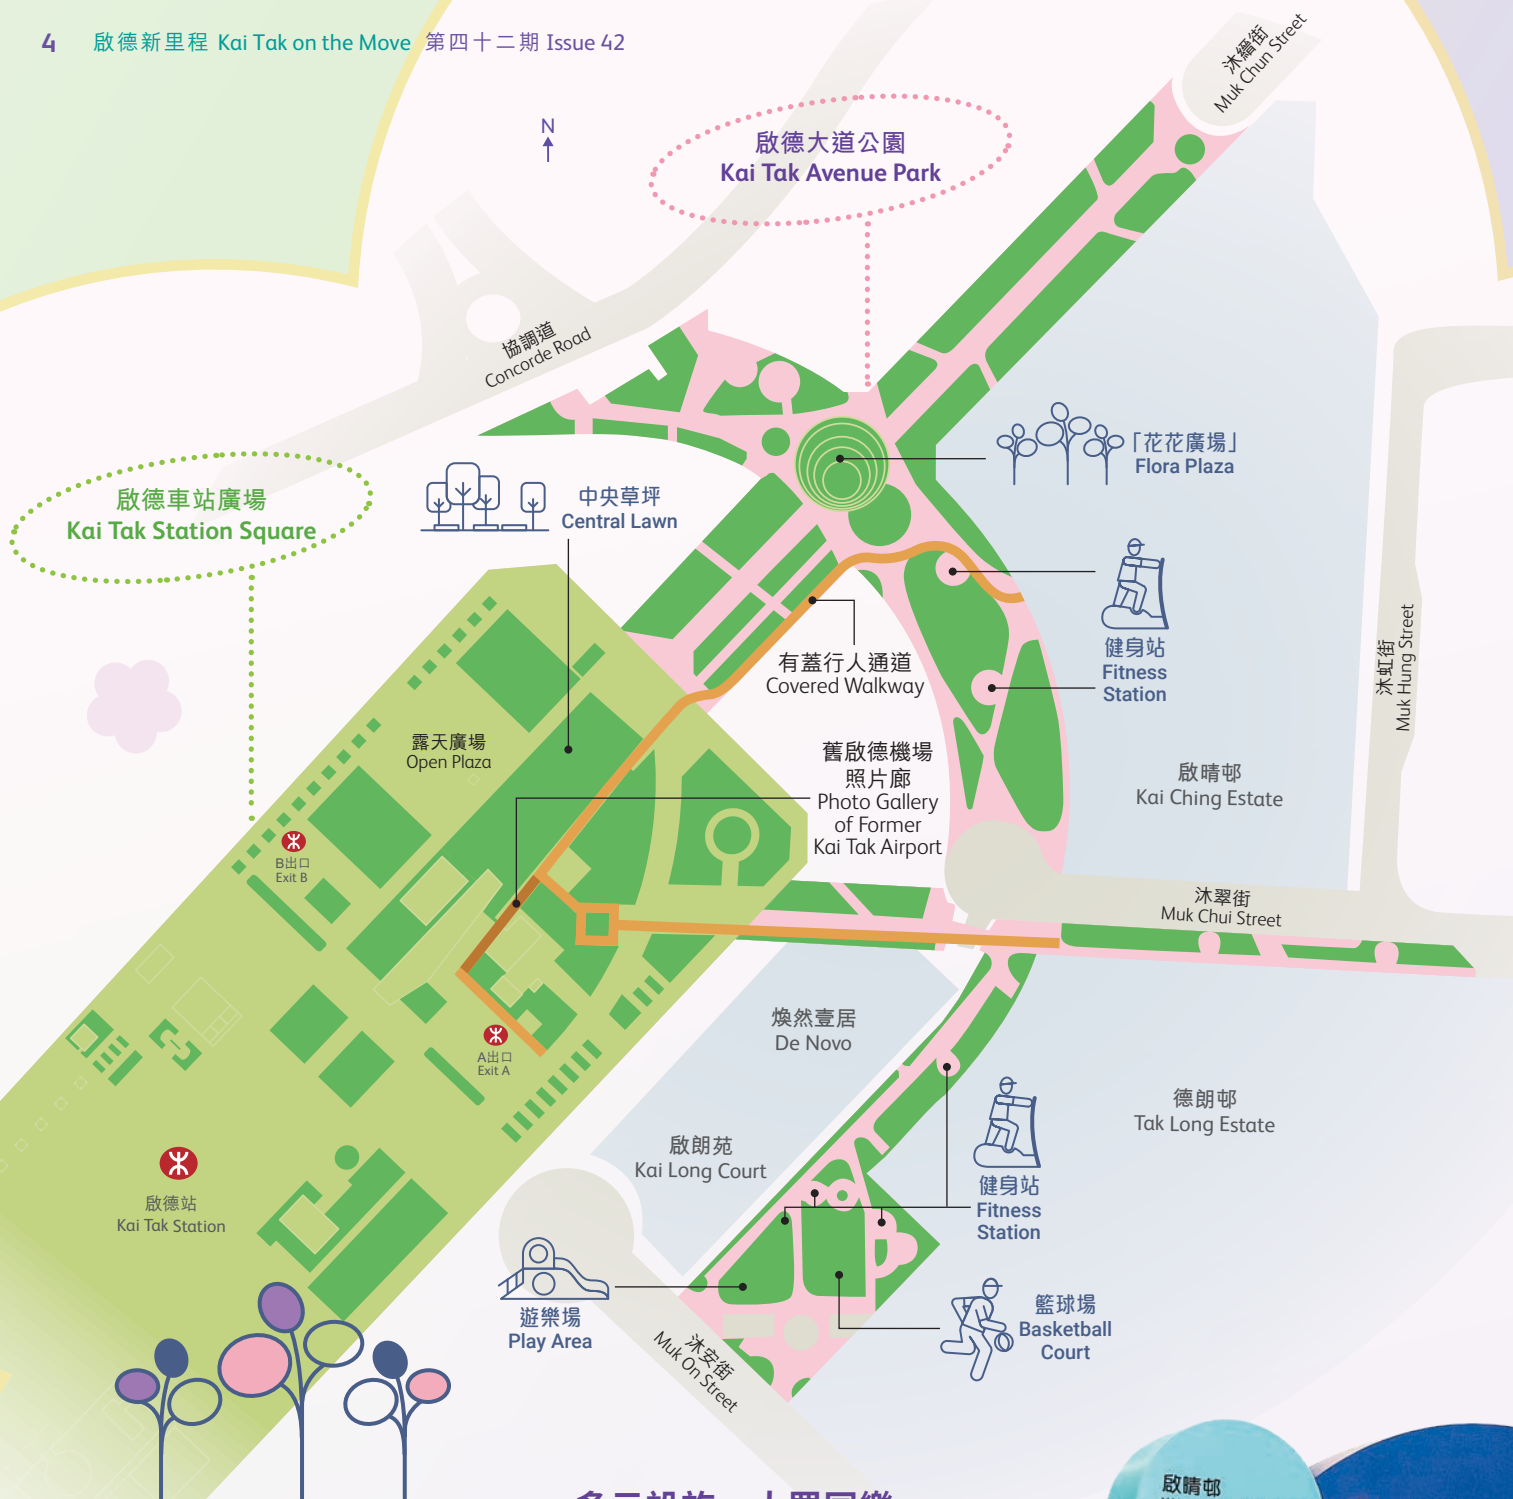 4 啟德新里程 Kai Tak on the Move 第四十二期 Issue 42
沐縉街
Muk Chun Street
N
啟德大道公園
Kai Tak Avenue Park
協調道
Concorde Road
「花花廣場」
Flora Plaza
啟德車站廣場
Kai Tak Station Square
中央草坪
Central Lawn
健身站
Fitness
Station
有蓋行人通道
Covered Walkway
沐虹街
Muk Hung Street
露天廣場
Open Plaza
舊啟德機場
照片廊
Photo Gallery
of Former
Kai Tak Airport
啟晴邨
Kai Ching Estate
B出口
Exit B
沐翠街
Muk Chui Street
煥然壹居
De Novo
A出口
Exit A
德朗邨
Tak Long Estate
啟朗苑
Kai Long Court
啟德站
Kai Tak Station
健身站
Fitness
Station
遊樂場
Play Area
籃球場
Basketball
Court
沐安街
Muk On Street
啟晴邨